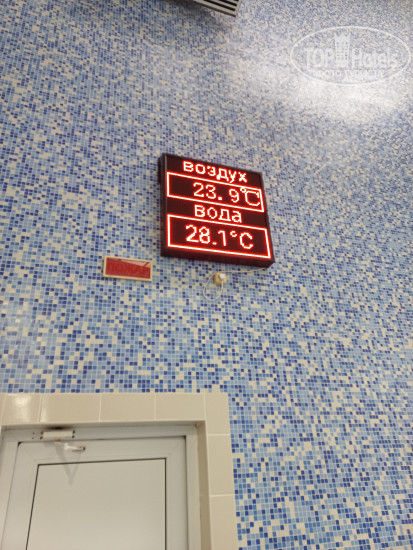 TOP Hotels
воздух
23.9°C
вода
28.1°C